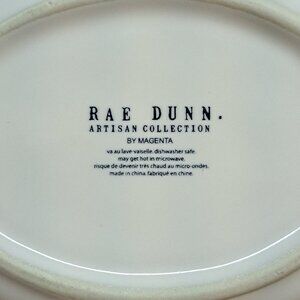 RAE DUNN.
ARTISAN COLLECTION
BY MAGENTA
va au lave vaiselle. dishwasher safe.
may get hot in microwave.
risque de devenir très chaud au micro-ondes.
made in china. fabriqué en chine.